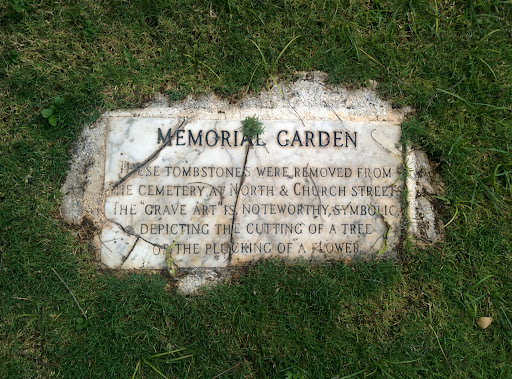 MEMORIAL GARDEN
THESE TOMBSTONES WERE REMOVED FROM
THE CEMETERY AT NORTH & CHURCH STREETS
THE "GRAVE ART" IS NOTEWORTHY, SYMBOLIC,
DEPICTING THE CUTTING OF A TREE
OR THE PLUCKING OF A FLOWER